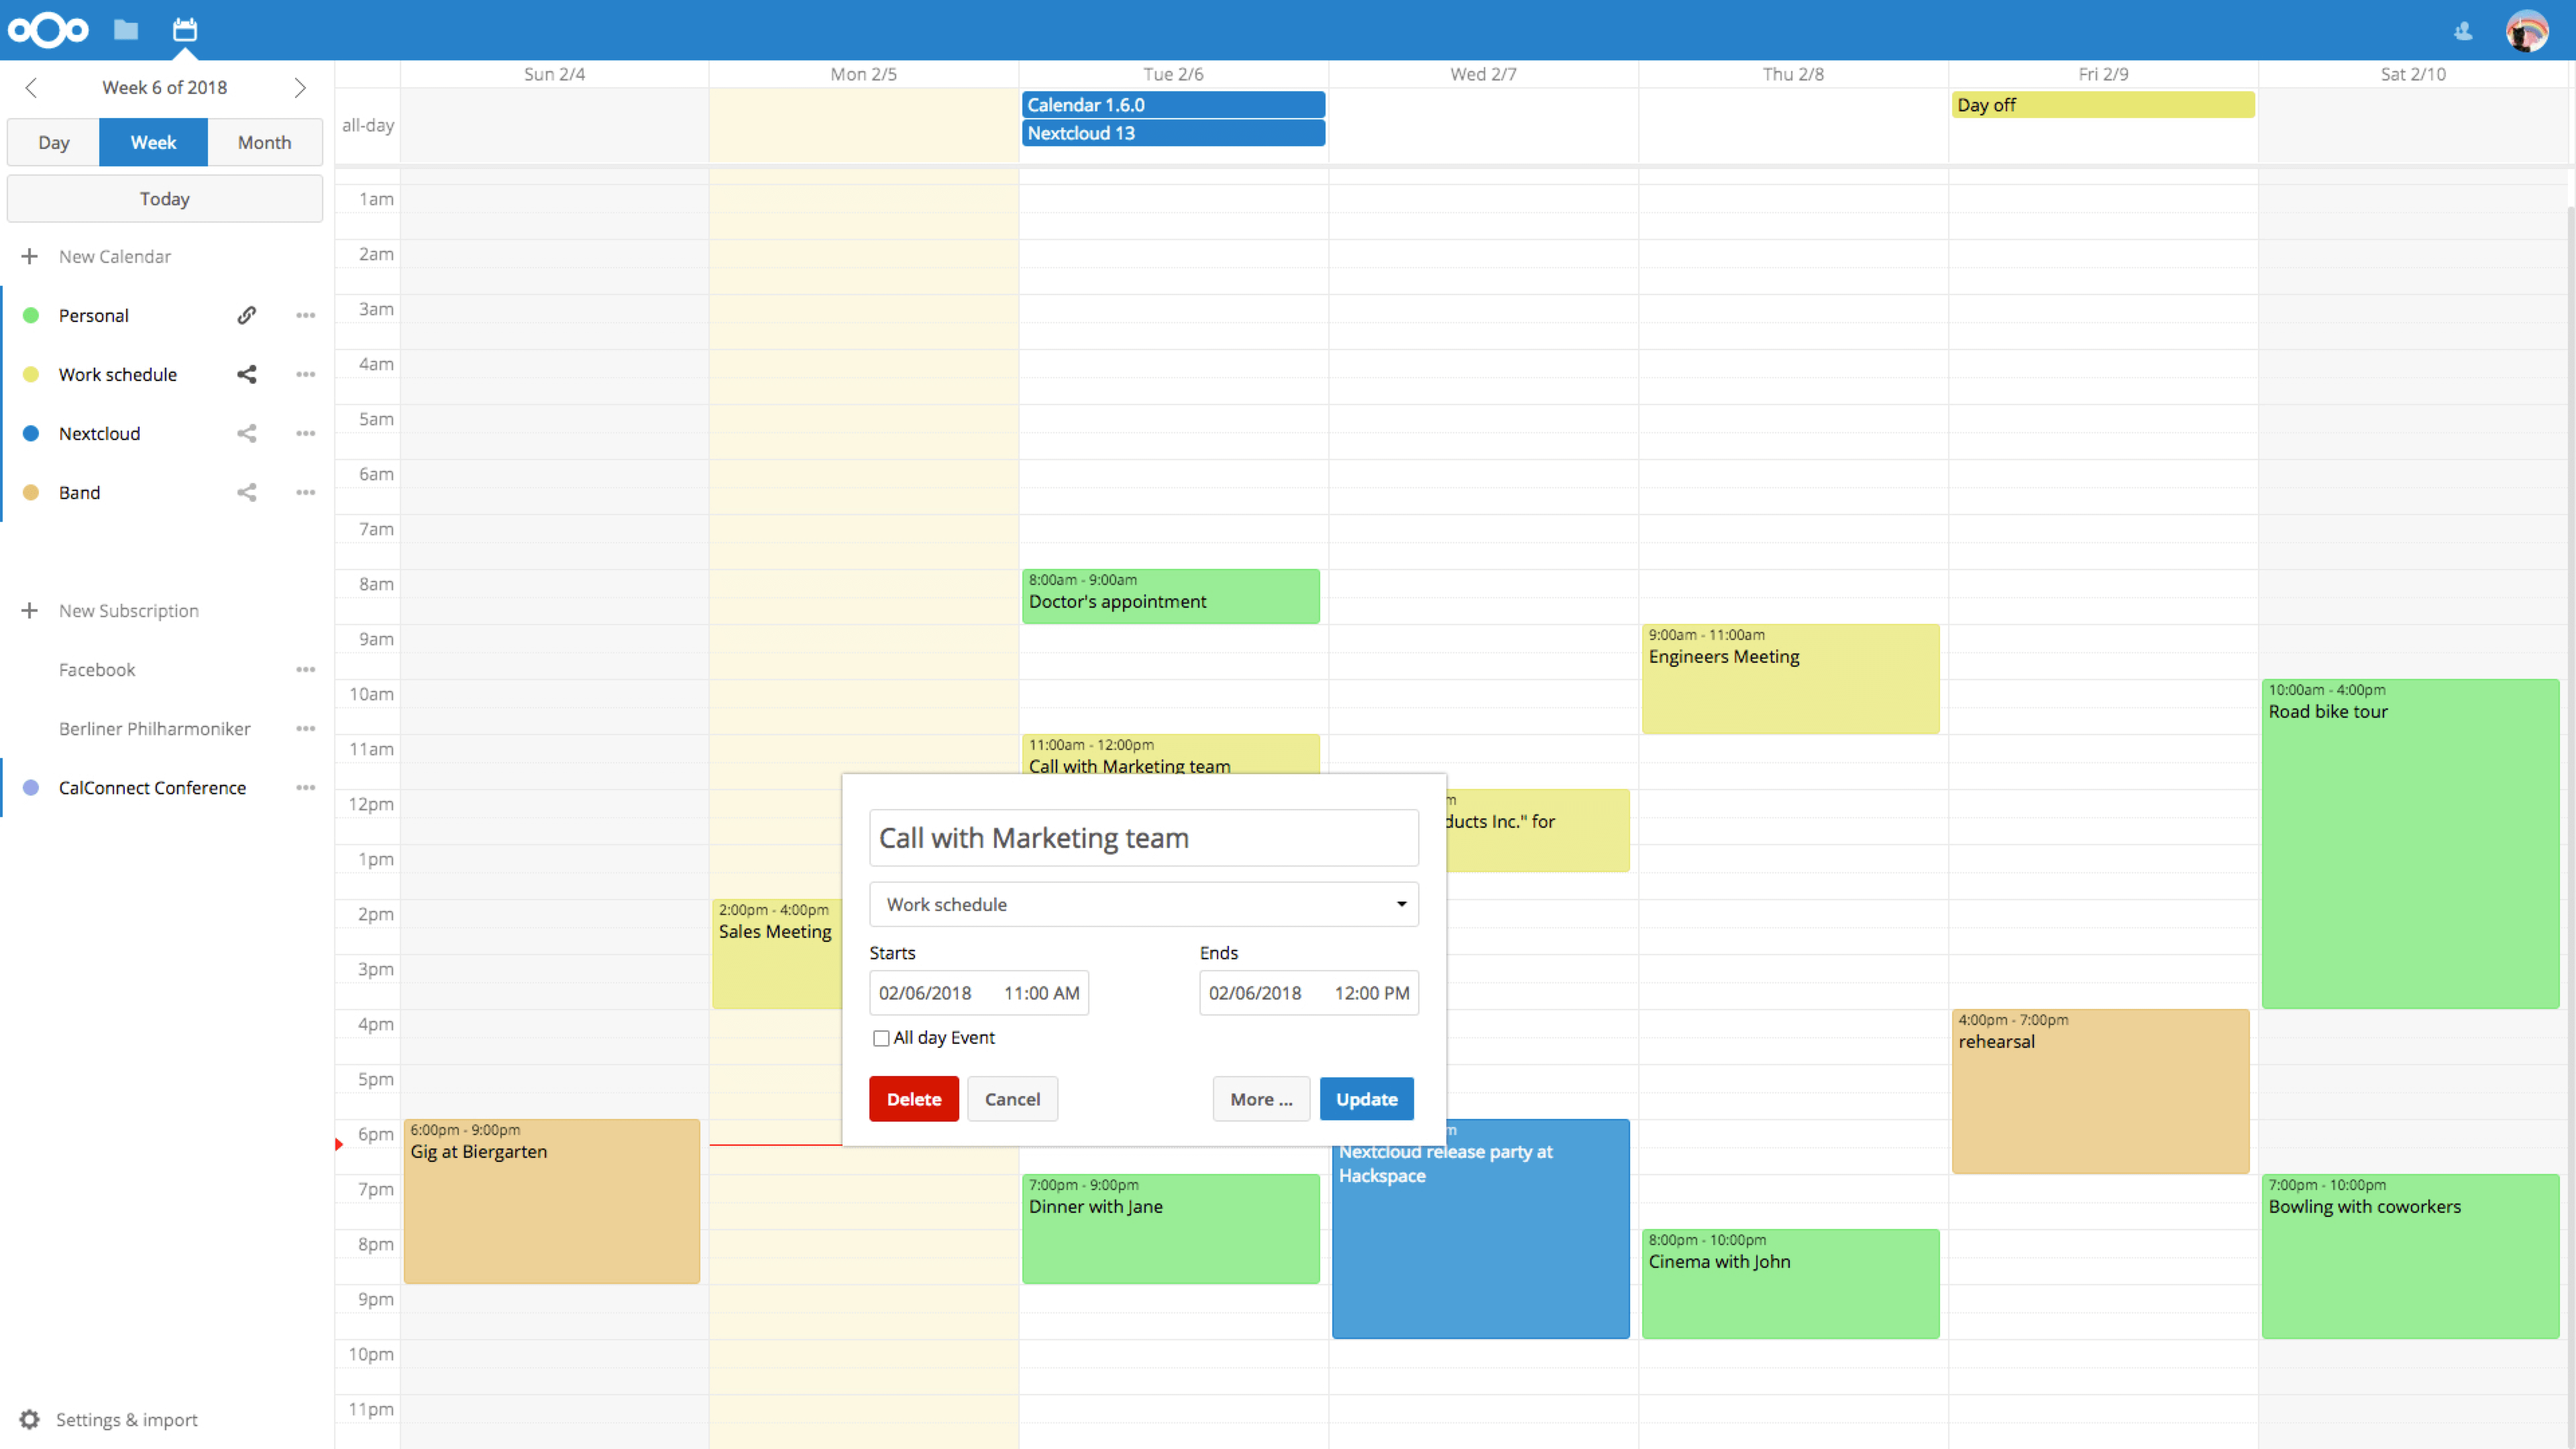 Week 6 of 2018
Day Week Month
Today
New Calendar
Personal
Work schedule
Nextcloud
Band
New Subscription
Facebook
Berliner Philharmoniker
CalConnect Conference
Settings & import
Sun 2/4 Mon 2/5 Tue 2/6 Wed 2/7 Thu 2/8 Fri 2/9 Sat 2/10
all-day
Calendar 1.6.0
Nextcloud 13
Day off
1am
2am
3am
4am
5am
6am
7am
8am
9am
10am
11am
12pm
1pm
2pm
3pm
4pm
5pm
6pm
7pm
8pm
9pm
10pm
11pm
6:00pm - 9:00pm
Gig at Biergarten
2:00pm - 4:00pm
Sales Meeting
8:00am - 9:00am
Doctor's appointment
11:00am - 12:00pm
Call with Marketing team
Call with Marketing team
Work schedule
Starts Ends
02/06/2018 11:00 AM 02/06/2018 12:00 PM
All day Event
Delete Cancel More ... Update
7:00pm - 9:00pm
Dinner with Jane
Inc." for
Nextcloud release party at
Hackspace
9:00am - 11:00am
Engineers Meeting
8:00pm - 10:00pm
Cinema with John
4:00pm - 7:00pm
rehearsal
10:00am - 4:00pm
Road bike tour
7:00pm - 10:00pm
Bowling with coworkers